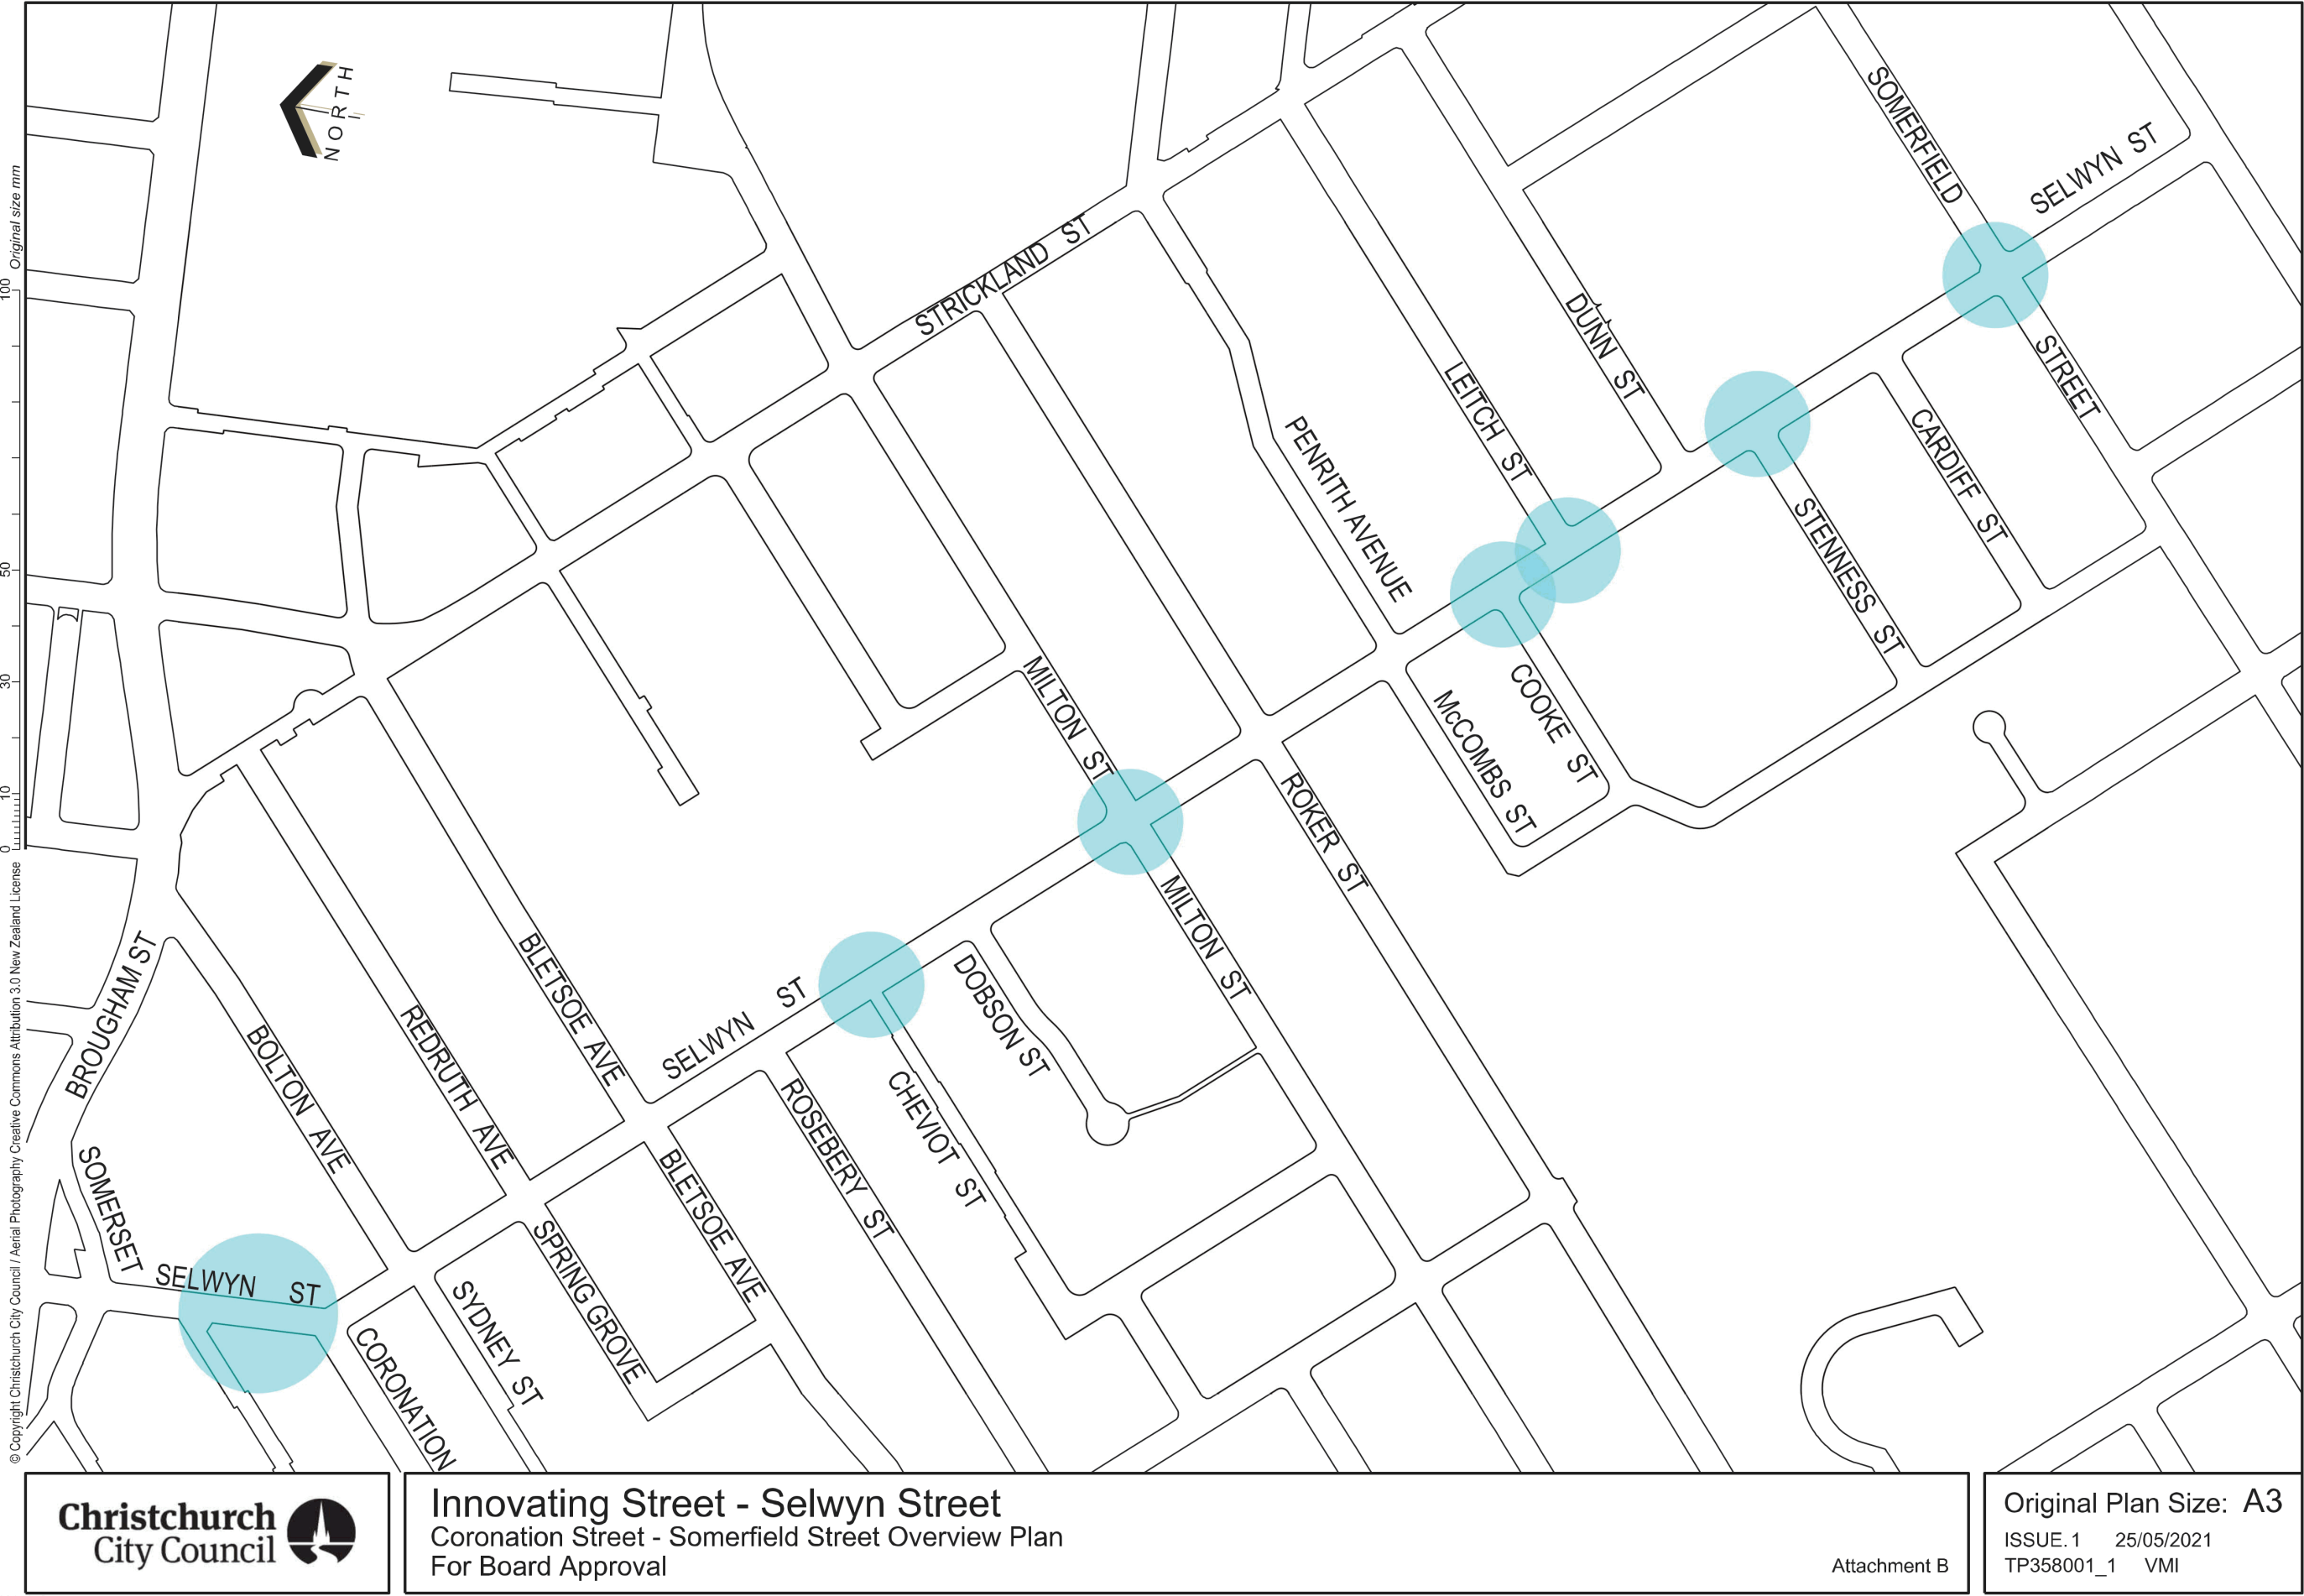 NORTH
SOMERFIELD
SELWYN ST
STRICKLAND ST
DUNN ST
STREET
LEITCH ST
CARDIFF ST
PENRITH AVENUE
STENNESS ST
MILTON ST
COOKE ST
McCOMBS ST
ROKER ST
MILTON ST
BLETSOE AVE
SELWYN ST
DOBSON ST
BROUGHAM ST
REDRUTH AVE
BOLTON AVE
CHEVIOT ST
ROSEBERY ST
SOMERSET
BLETSOE AVE
SPRING GROVE
SELWYN ST
SYDNEY ST
CORONATION
Original size mm
100
50
30
10
0
© Copyright Christchurch City Council / Aerial Photography Creative Commons Attribution 3.0 New Zealand License
Christchurch
City Council
Innovating Street - Selwyn Street
Coronation Street - Somerfield Street Overview Plan
For Board Approval
Attachment B
Original Plan Size: A3
ISSUE.1 25/05/2021
TP358001_1 VMI